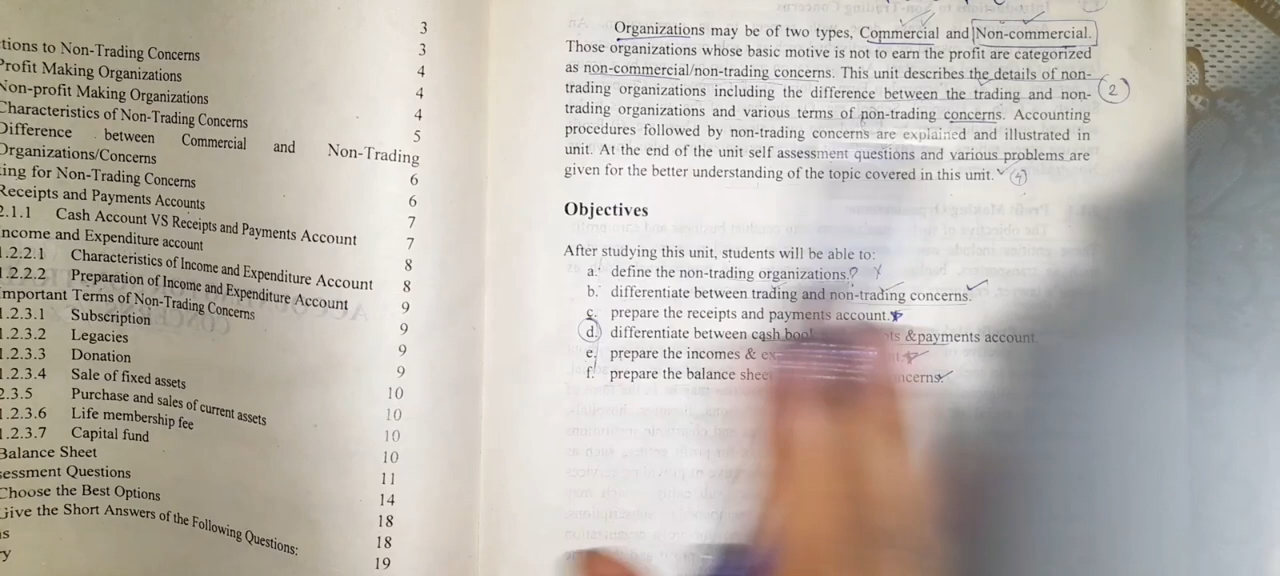 3
tions to Non-Trading Concerns 3
Profit Making Organizations 4
Non-profit Making Organizations 4
Characteristics of Non-Trading Concerns 4
Difference between Commercial and Non-Trading 5
Organizations/Concerns
ing for Non-Trading Concerns 6
Receipts and Payments Accounts 6
2.1.1 Cash Account VS Receipts and Payments Account 7
ncome and Expenditure account 7
1.2.2.1 Characteristics of Income and Expenditure Account 8
1.2.2.2 Preparation of Income and Expenditure Account 8
mportant Terms of Non-Trading Concerns 9
1.2.3.1 Subscription 9
1.2.3.2 Legacies 9
1.2.3.3 Donation 9
1.2.3.4 Sale of fixed assets 10
2.3.5 Purchase and sales of current assets 10
1.2.3.6 Life membership fee 10
1.2.3.7 Capital fund 10
Balance Sheet 11
sessment Questions 14
Choose the Best Options 18
Give the Short Answers of the Following Questions: 18
s 19
y
Organizations may be of two types, Commercial and Non-commercial.
Those organizations whose basic motive is not to earn the profit are categorized
as non-commercial/non-trading concerns. This unit describes the details of non-
trading organizations including the difference between the trading and non- 2
trading organizations and various terms of non-trading concerns. Accounting
procedures followed by non-trading concerns are explained and illustrated in
unit. At the end of the unit self assessment questions and various problems are
given for the better understanding of the topic covered in this unit. 4
Objectives
After studying this unit, students will be able to:
a. define the non-trading organizations.?
b. differentiate between trading and non-trading concerns.
c. prepare the receipts and payments account.
d. differentiate between cash book ts &payments account.
e. prepare the incomes & ex
f. prepare the balance sheet ncerns.